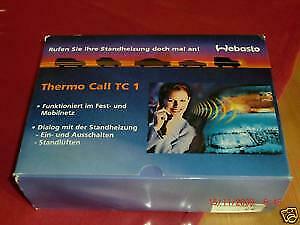 Rufen Sie Ihre Standheizung doch mal an!
Webasto
Thermo Call TC 1
• Funktioniert im Fest- und
Mobilnetz
• Dialog mit der Standheizung
- Ein- und Ausschalten
- Standlüften